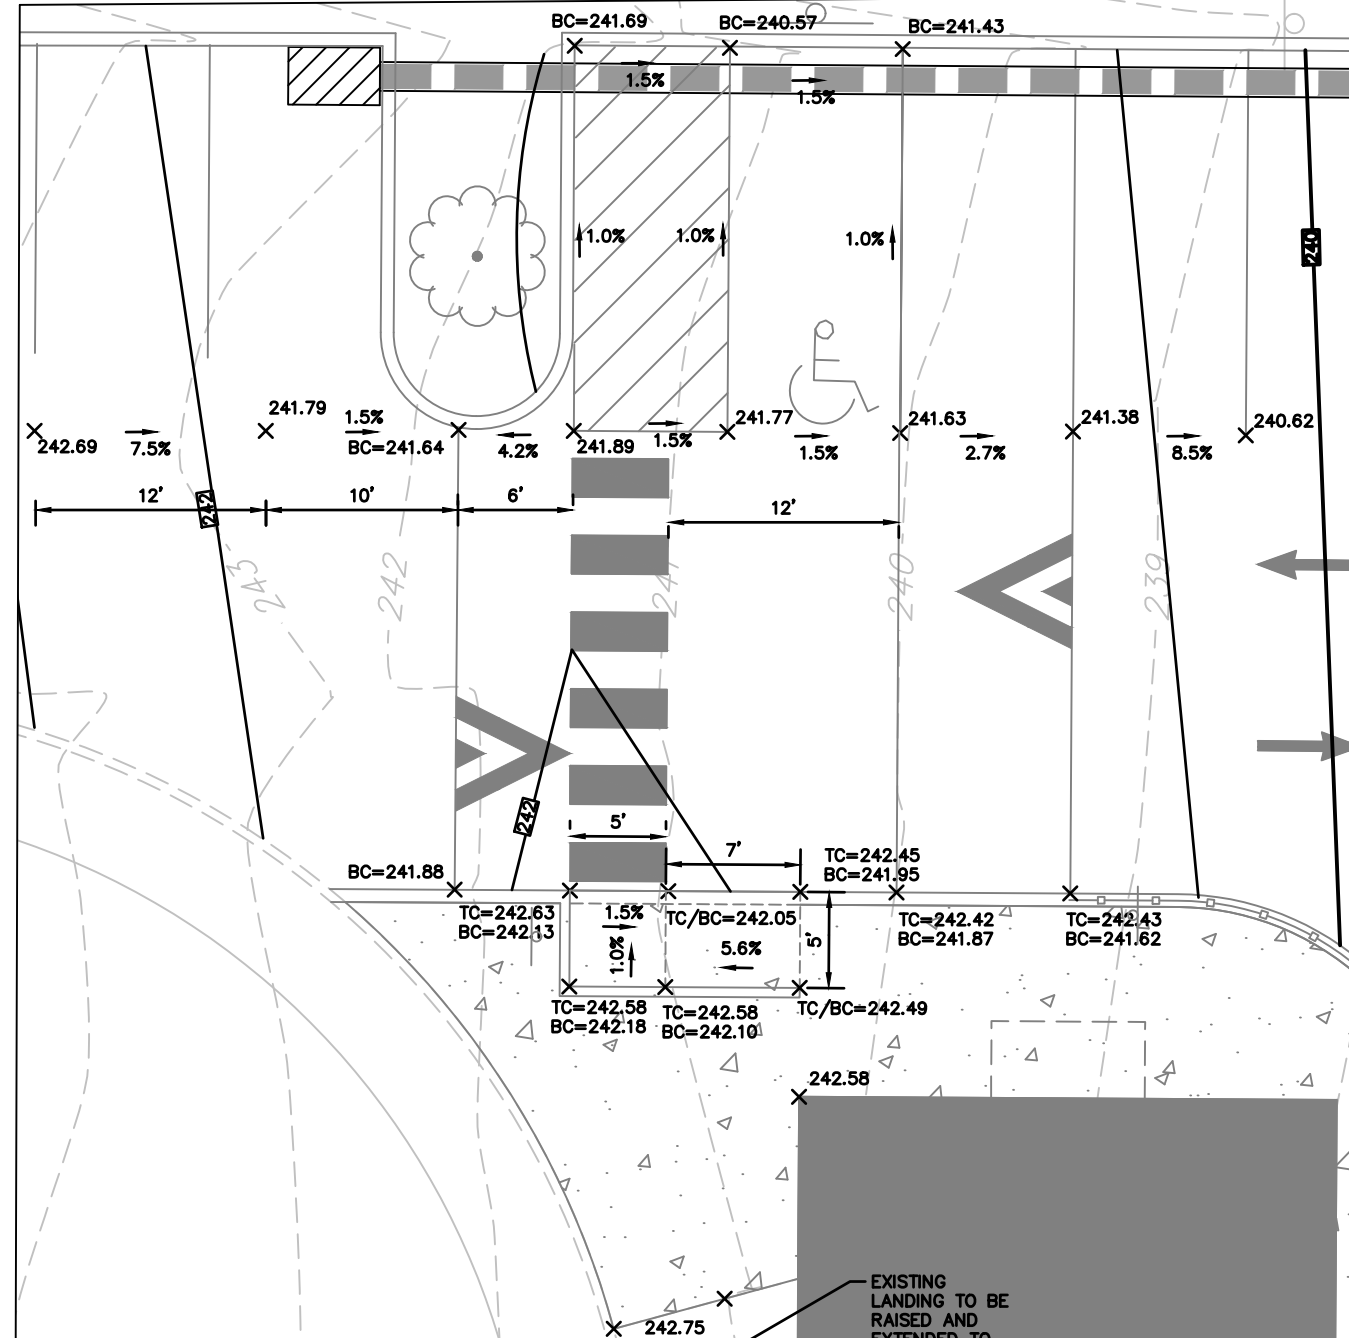 BC=241.69
BC=240.57
BC=241.43
1.5%
1.5%
1.0%
1.0%
1.0%
240
242.69
7.5%
241.79
1.5%
BC=241.64
4.2%
241.89
1.5%
241.77
1.5%
241.63
2.7%
241.38
8.5%
240.62
12'
242
10'
6'
12'
243
242
241
240
239
242
5'
7'
TC=242.45
BC=241.95
BC=241.88
TC=242.63
BC=242.13
1.5%
1.0%
TC/BC=242.05
5.6%
5'
TC=242.42
BC=241.87
TC=242.43
BC=241.62
TC=242.58
BC=242.18
TC=242.58
BC=242.10
TC/BC=242.49
242.58
EXISTING
LANDING TO BE
RAISED AND
EXTENDED TO
242.75